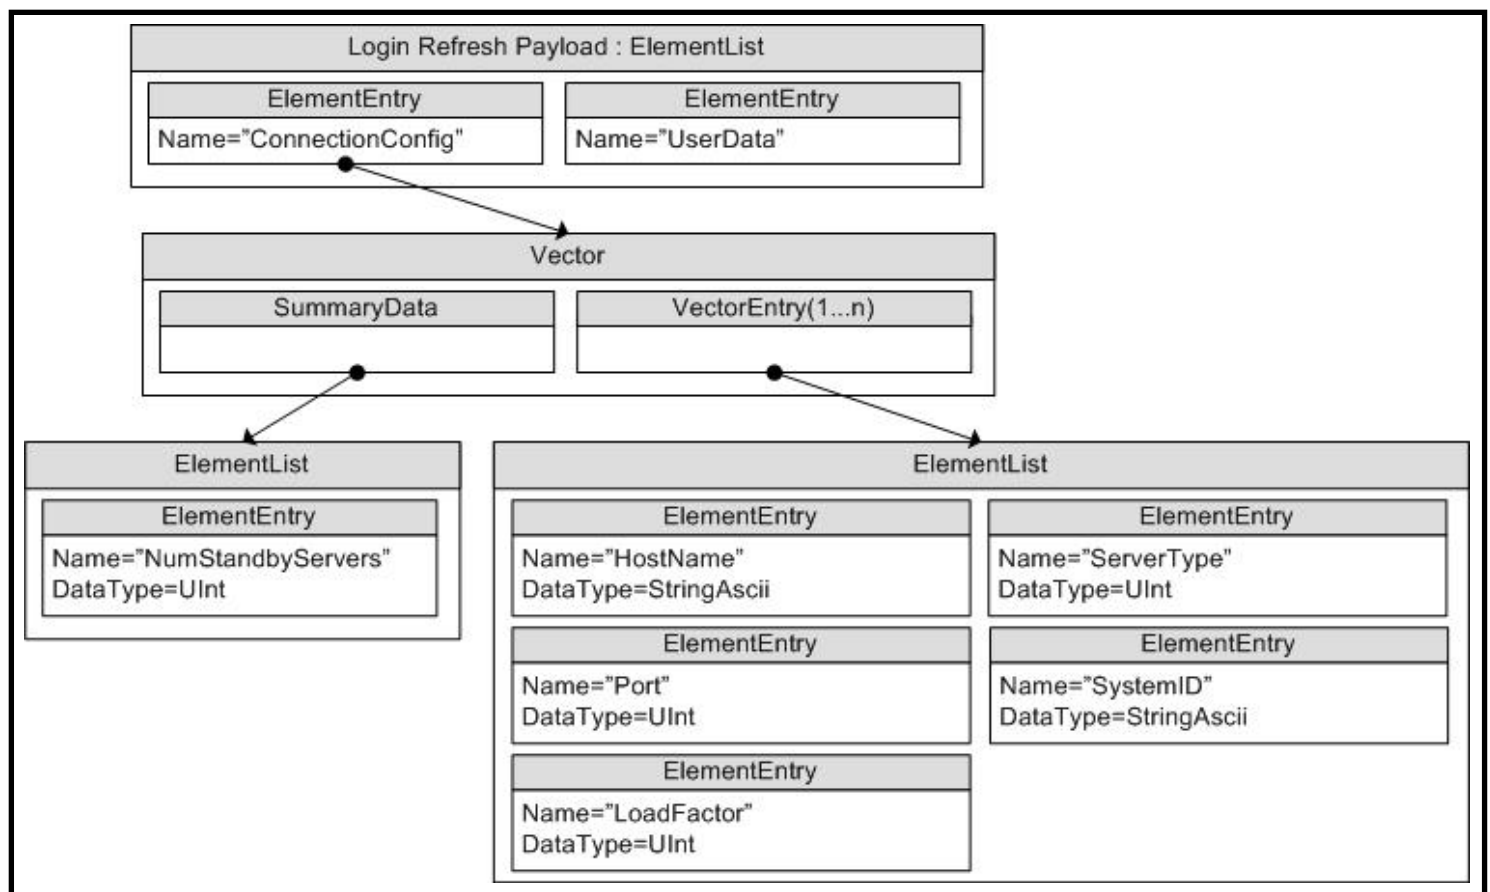 Login Refresh Payload : ElementList
ElementEntry
Name=”ConnectionConfig”
ElementEntry
Name=”UserData”
Vector
SummaryData
VectorEntry(1...n)
ElementList
ElementEntry
Name=”NumStandbyServers”
DataType=UInt
ElementList
ElementEntry
Name=”HostName”
DataType=StringAscii
ElementEntry
Name=”ServerType”
DataType=UInt
ElementEntry
Name=”Port”
DataType=UInt
ElementEntry
Name=”SystemID”
DataType=StringAscii
ElementEntry
Name=”LoadFactor”
DataType=UInt